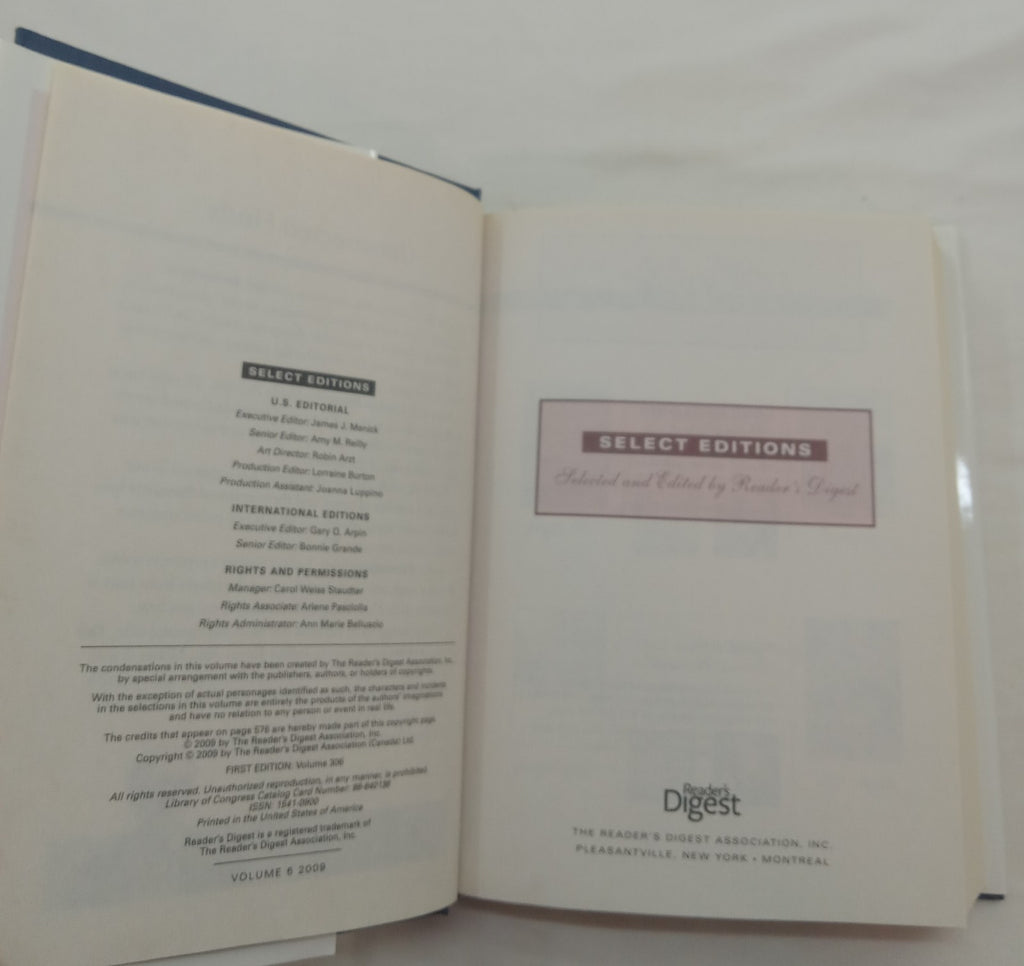 SELECT EDITIONS
U.S. EDITORIAL
Executive Editor: James J. Menick
Senior Editor: Amy M. Reilly
Art Director: Robin Arzt
Production Editor: Lorraine Burton
Production Assistant: Joanna Luppino
INTERNATIONAL EDITIONS
Executive Editor: Gary Q. Arpin
Senior Editor: Bonnie Grande
RIGHTS AND PERMISSIONS
Manager: Carol Weiss Staudter
Rights Associate: Arlene Pasciolla
Rights Administrator: Ann Marie Belluscio
The condensations in this volume have been created by The Reader's Digest Association, Inc.
by special arrangement with the publishers, authors, or holders of copyrights.
With the exception of actual personages identified as such, the characters and incidents
in the selections in this volume are entirely the products of the authors' imaginations
and have no relation to any person or event in real life.
The credits that appear on page 576 are hereby made part of this copyright page.
© 2009 by The Reader's Digest Association, Inc.
Copyright © 2009 by The Reader's Digest Association (Canada) Ltd.
FIRST EDITION: Volume 306
All rights reserved. Unauthorized reproduction, in any manner, is prohibited.
Library of Congress Catalog Card Number:
ISSN: 1541-0900
Printed in the United States of America
Reader's Digest is a registered trademark of
The Reader's Digest Association, Inc.
VOLUME 6 2009
SELECT EDITIONS
Selected and Edited by Reader's Digest
Reader's
Digest
THE READER'S DIGEST ASSOCIATION, INC.
PLEASANTVILLE, NEW YORK • MONTREAL